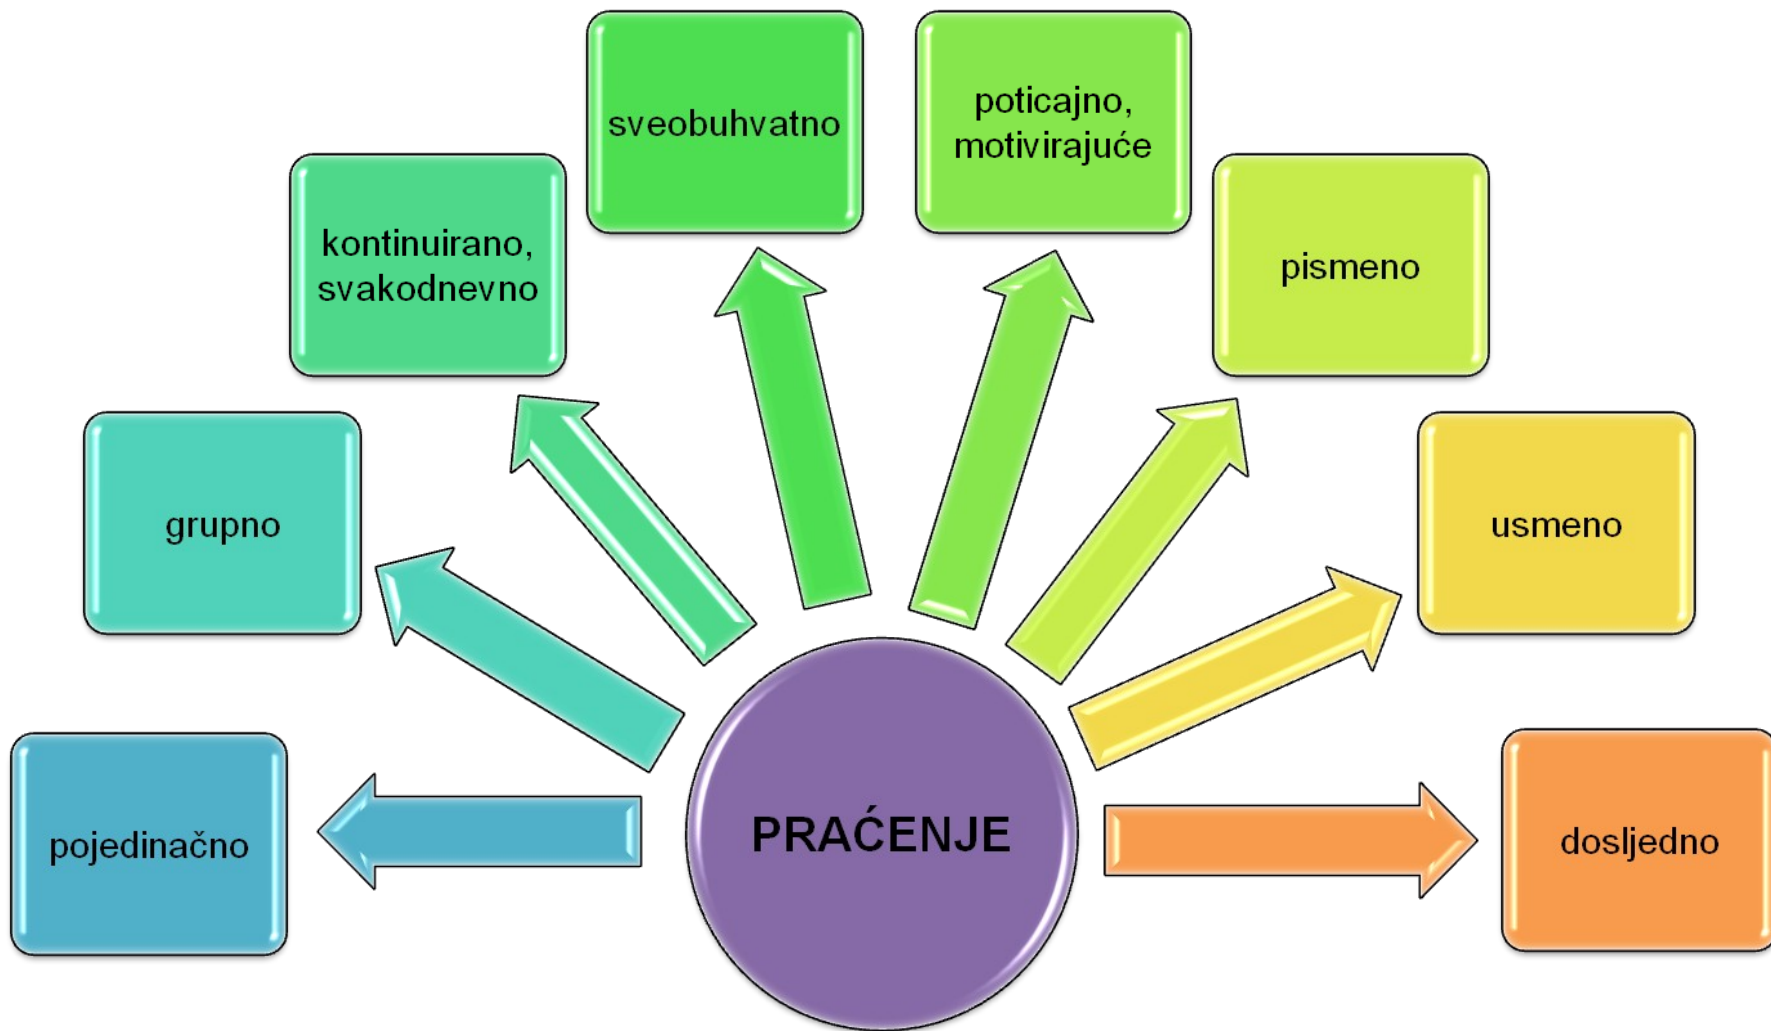 sveobuhvatno
poticajno,
motivirajuće
kontinuirano,
svakodnevno
pismeno
grupno
usmeno
pojedinačno
PRAĆENJE
dosljedno